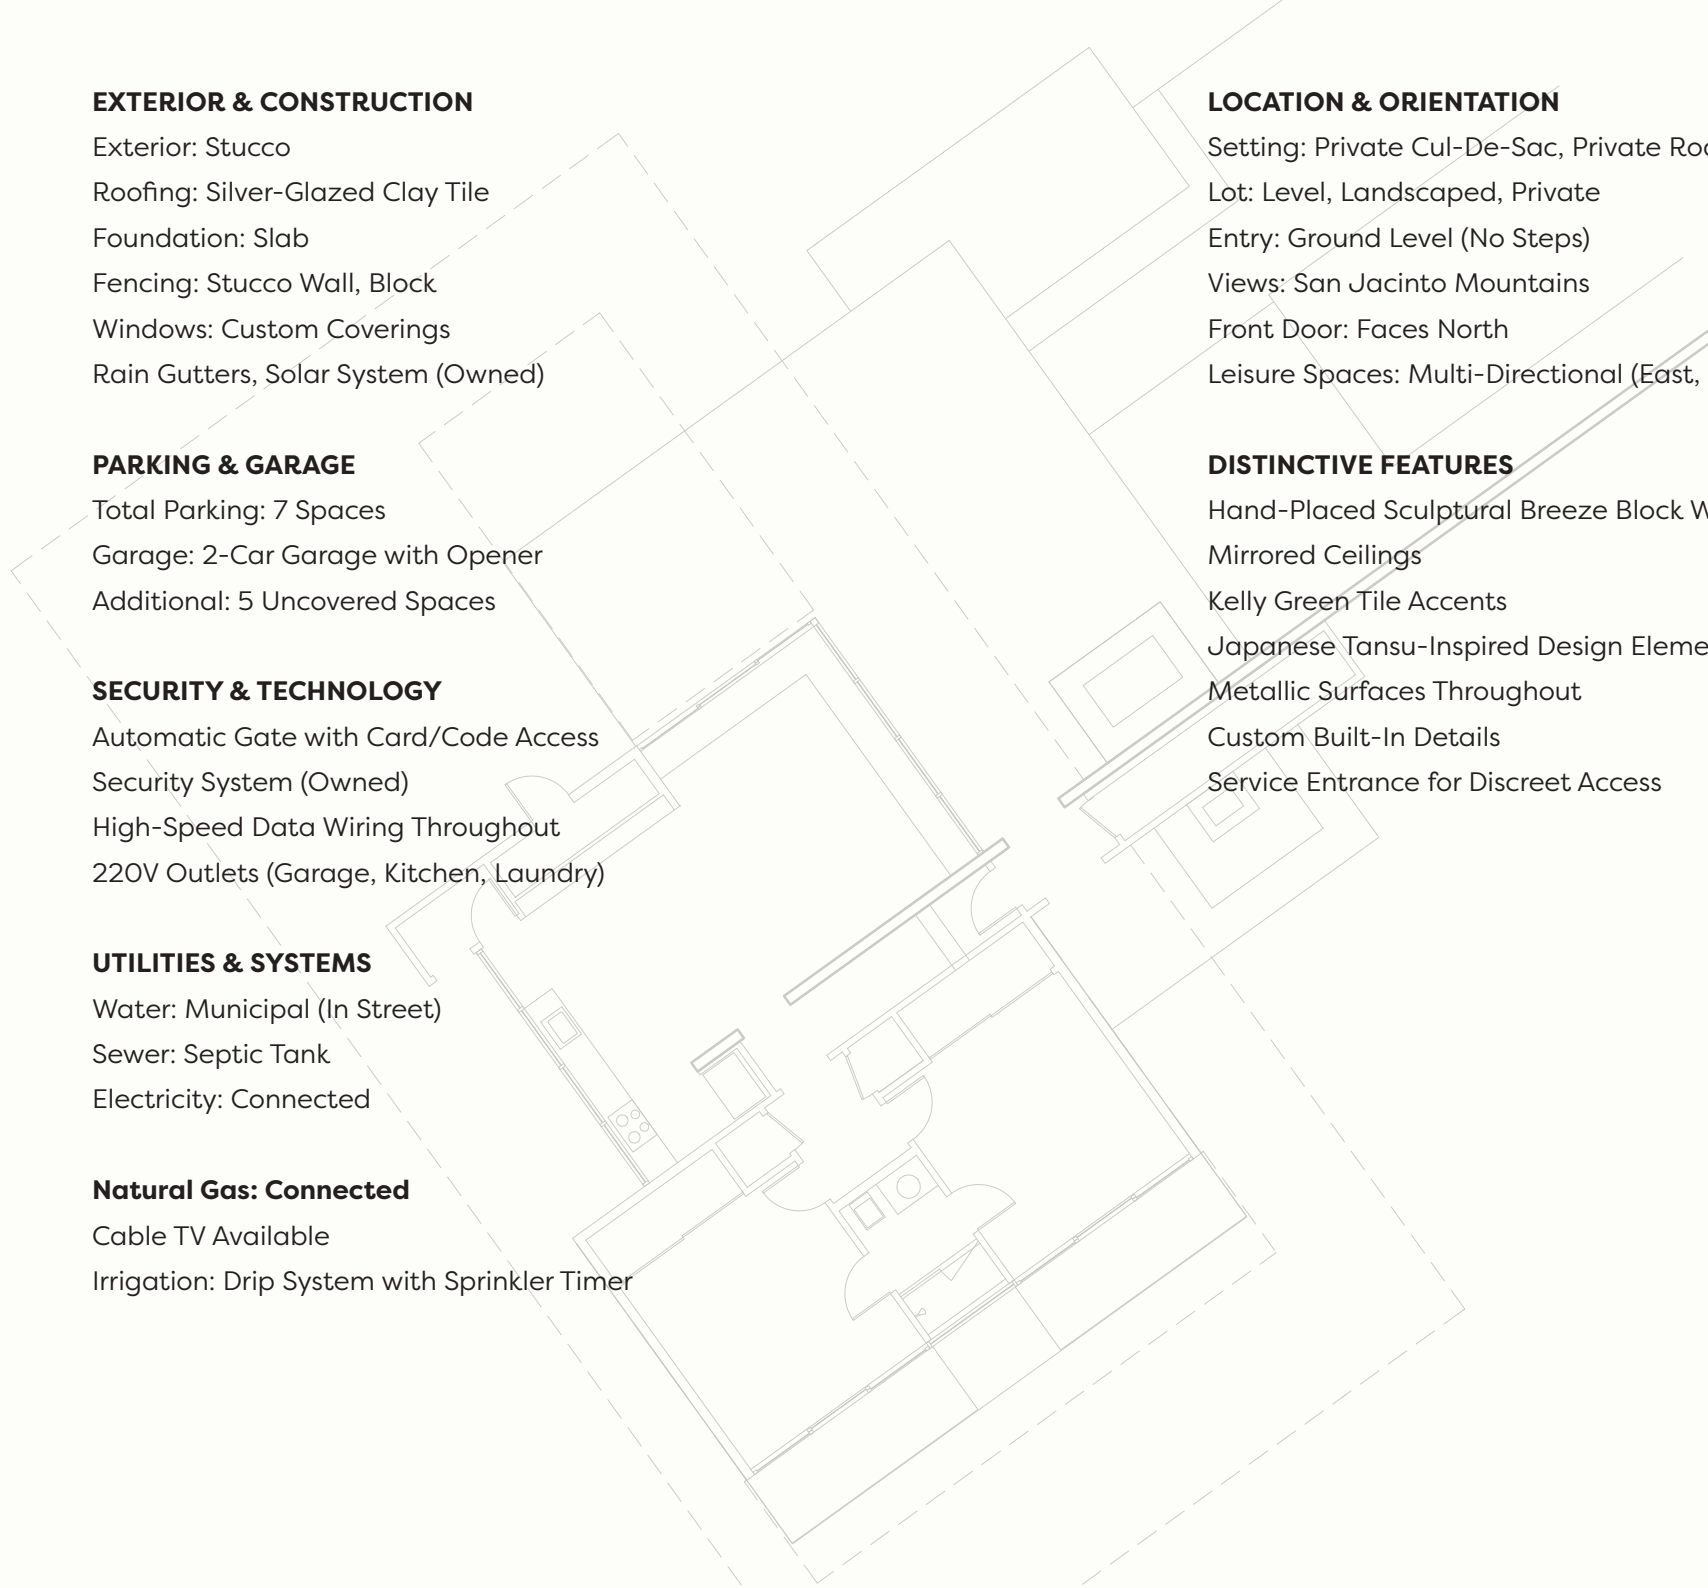 EXTERIOR & CONSTRUCTION
Exterior: Stucco
Roofing: Silver-Glazed Clay Tile
Foundation: Slab
Fencing: Stucco Wall, Block
Windows: Custom Coverings
Rain Gutters, Solar System (Owned)
PARKING & GARAGE
Total Parking: 7 Spaces
Garage: 2-Car Garage with Opener
Additional: 5 Uncovered Spaces
SECURITY & TECHNOLOGY
Automatic Gate with Card/Code Access
Security System (Owned)
High-Speed Data Wiring Throughout
220V Outlets (Garage, Kitchen, Laundry)
UTILITIES & SYSTEMS
Water: Municipal (In Street)
Sewer: Septic Tank
Electricity: Connected
Natural Gas: Connected
Cable TV Available
Irrigation: Drip System with Sprinkler Timer
LOCATION & ORIENTATION
Setting: Private Cul-De-Sac, Private
Lot: Level, Landscaped, Private
Entry: Ground Level (No Steps)
Views: San Jacinto Mountains
Front Door: Faces North
Leisure Spaces: Multi-Directional (East,
DISTINCTIVE FEATURES
Hand-Placed Sculptural Breeze Block
Mirrored Ceilings
Kelly Green Tile Accents
Japanese Tansu-Inspired Design
Metallic Surfaces Throughout
Custom Built-In Details
Service Entrance for Discreet Access